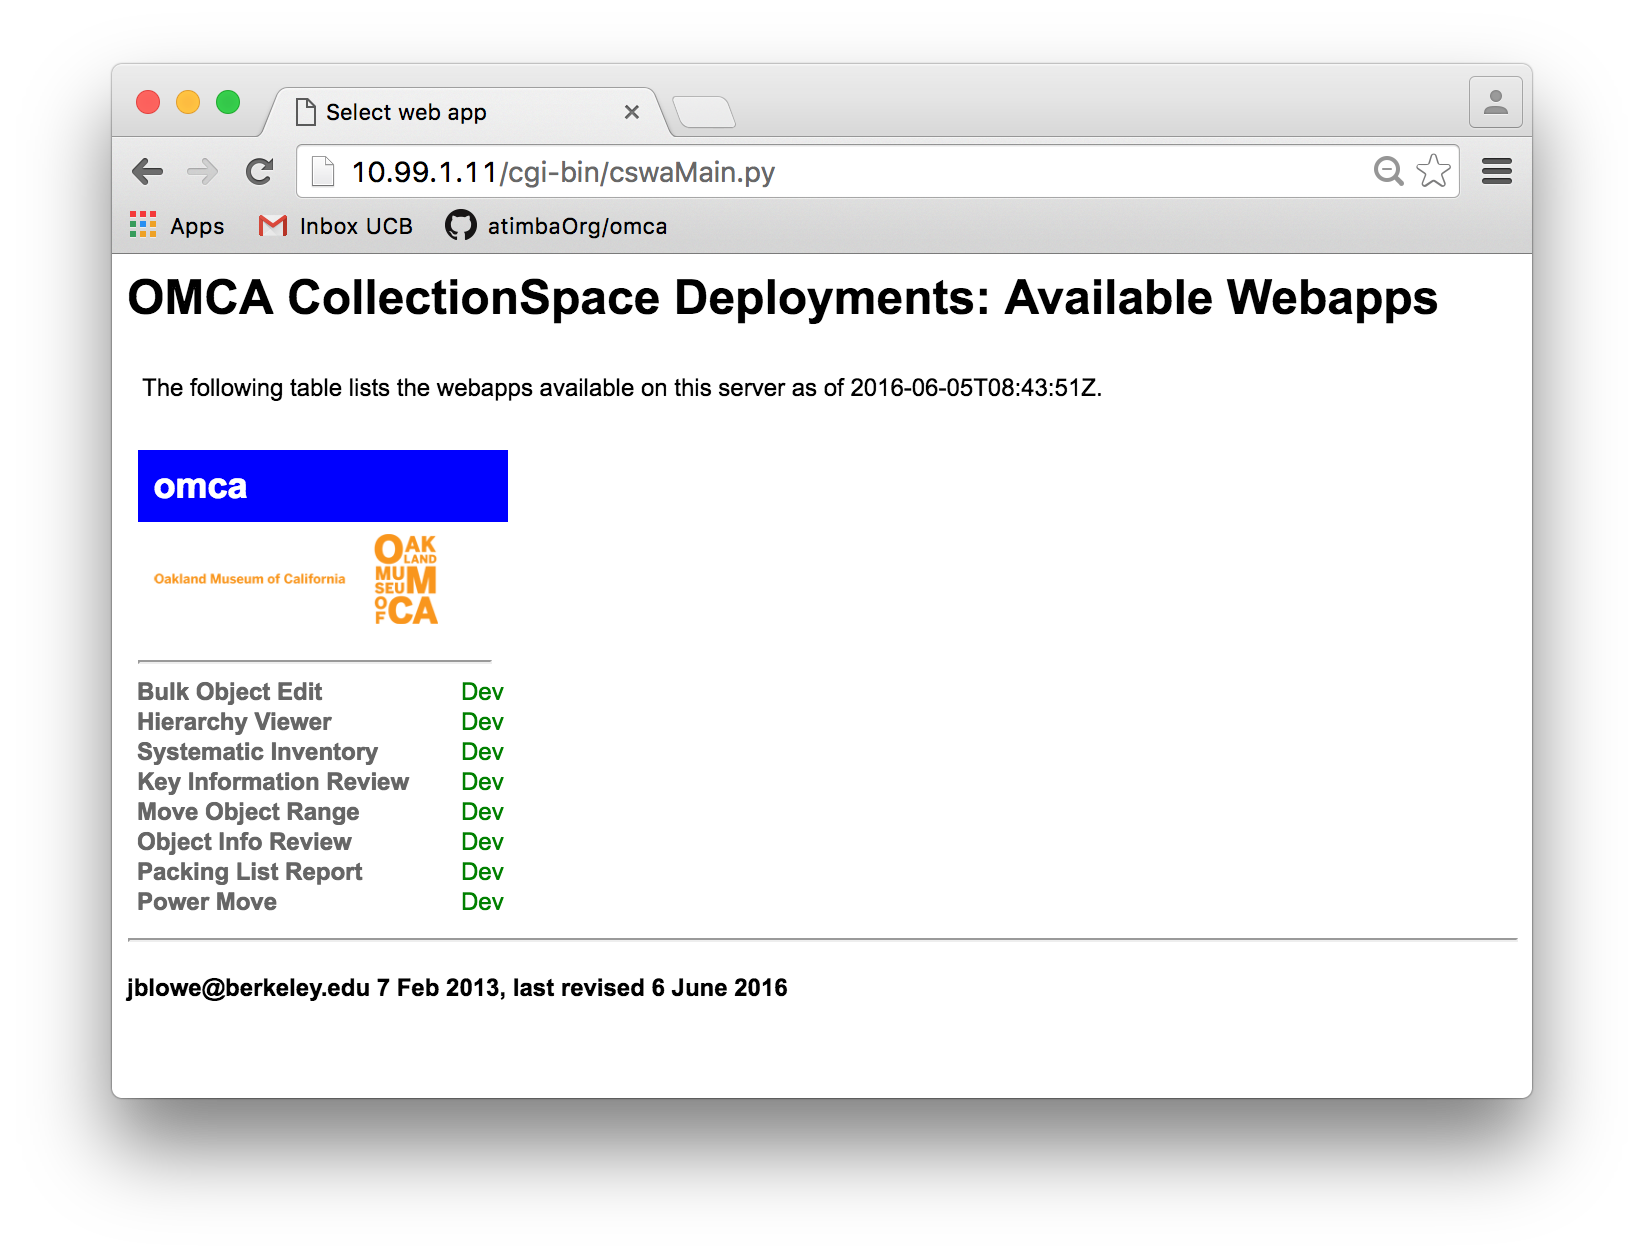 Select web app
10.99.1.11/cgi-bin/cswaMain.py
Apps Inbox UCB atimbaOrg/omca
OMCA CollectionSpace Deployments: Available Webapps
The following table lists the webapps available on this server as of 2016-06-05T08:43:51Z.
omca
Oakland Museum of California
OAK
LAND
MU
SEUM
OF CA
Bulk Object Edit Dev
Hierarchy Viewer Dev
Systematic Inventory Dev
Key Information Review Dev
Move Object Range Dev
Object Info Review Dev
Packing List Report Dev
Power Move Dev
jblowe@berkeley.edu 7 Feb 2013, last revised 6 June 2016